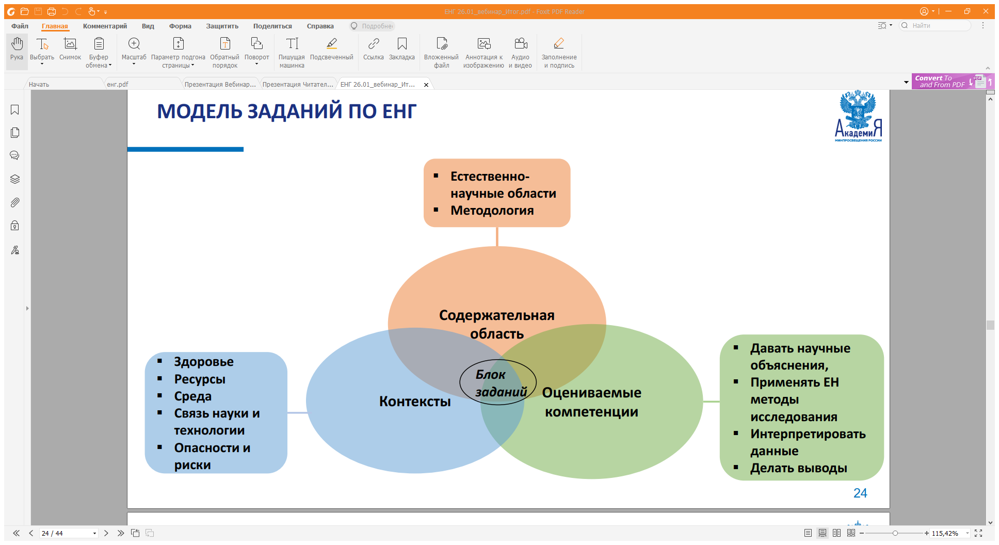 ЕНГ 26.01_вебинар_Итог.pdf - Foxit PDF Reader
Файл Главная Комментарий Вид Форма Защитить Поделиться Справка Подробнее Найти
Рука Выбрать Снимок Буфер обмена Масштаб Параметр подгона страницы Обратный порядок Поворот Пишущая машинка Подсвеченный Ссылка Закладка Вложенный файл Аннотация к изображению Аудио и видео Заполнение и подпись
Начать енг.pdf Презентация Вебинар... Презентация Читател... ЕНГ 26.01_вебинар_Ит...
Convert To
and From PDF
PDF
МОДЕЛЬ ЗАДАНИЙ ПО ЕНГ
АкадемиЯ
МИНПРОСВЕЩЕНИЯ РОССИИ
Естественно-
научные области
Методология
Содержательная
область
Здоровье
Ресурсы
Среда
Связь науки и
технологии
Опасности и
риски
Контексты
Блок
заданий
Оцениваемые
компетенции
Давать научные
объяснения,
Применять ЕН
методы
исследования
Интерпретировать
данные
Делать выводы
24
24 / 44
115,42%